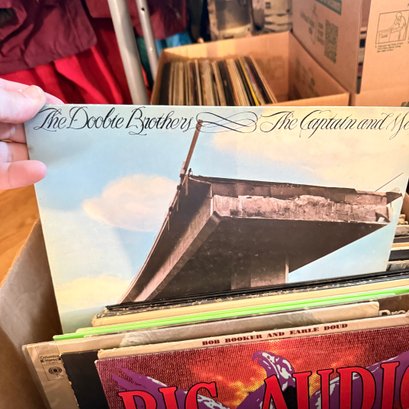 The Doobie Brothers The Captain and Me
BOB BOOKER AND EARLE DOUD
BIG AUDIO